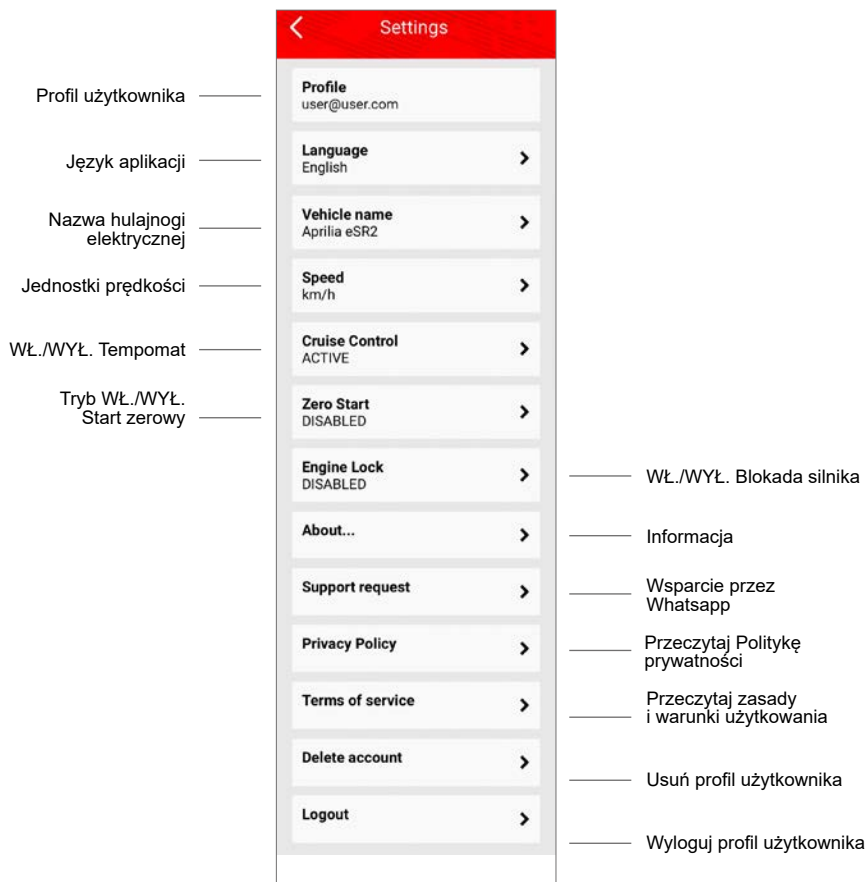 Settings
Profil użytkownika
Profile
user@user.com
Język aplikacji
Language
English
Nazwa hulajnogi
elektrycznej
Vehicle name
Aprilia eSR2
Jednostki prędkości
Speed
km/h
WŁ./WYŁ. Tempomat
Cruise Control
ACTIVE
Tryb WŁ./WYŁ.
Start zerowy
Zero Start
DISABLED
Engine Lock
DISABLED
WŁ./WYŁ. Blokada silnika
About...
Informacja
Support request
Wsparcie przez
Whatsapp
Privacy Policy
Przeczytaj Politykę
prywatności
Terms of service
Przeczytaj zasady
i warunki użytkowania
Delete account
Usuń profil użytkownika
Logout
Wyloguj profil użytkownika